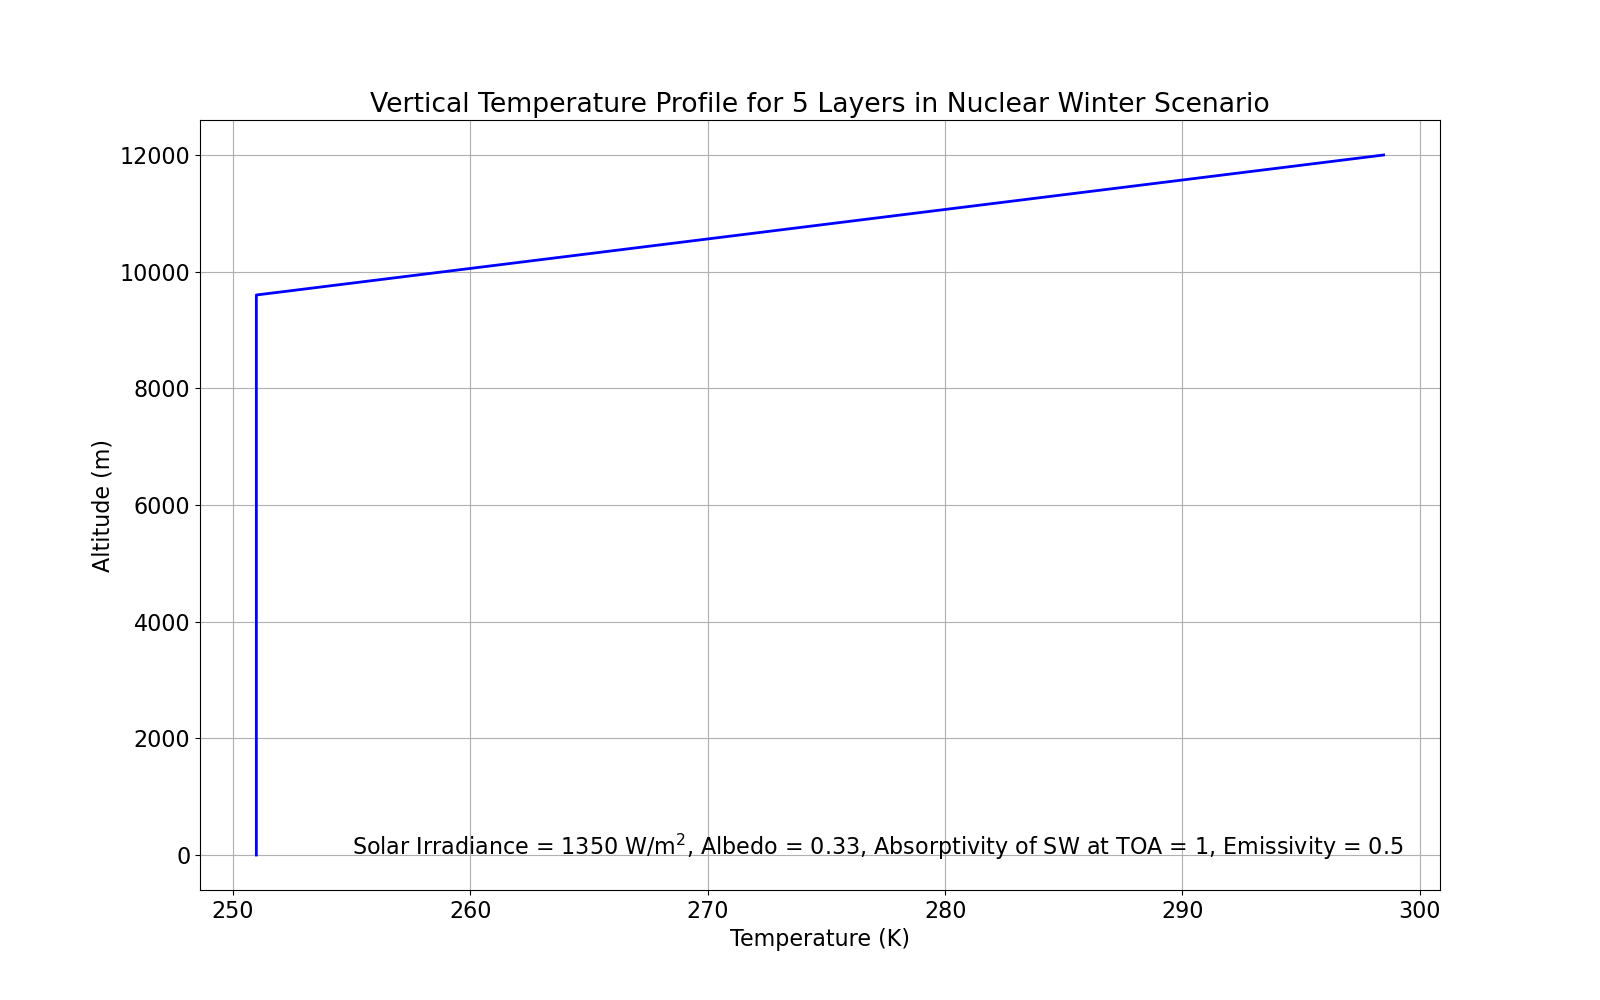 Vertical Temperature Profile for 5 Layers in Nuclear Winter Scenario
12000
10000
8000
6000
4000
2000
0
Altitude (m)
Solar Irradiance = 1350 W/m², Albedo = 0.33, Absorptivity of SW at TOA = 1, Emissivity = 0.5
250 260 270 280 290 300
Temperature (K)